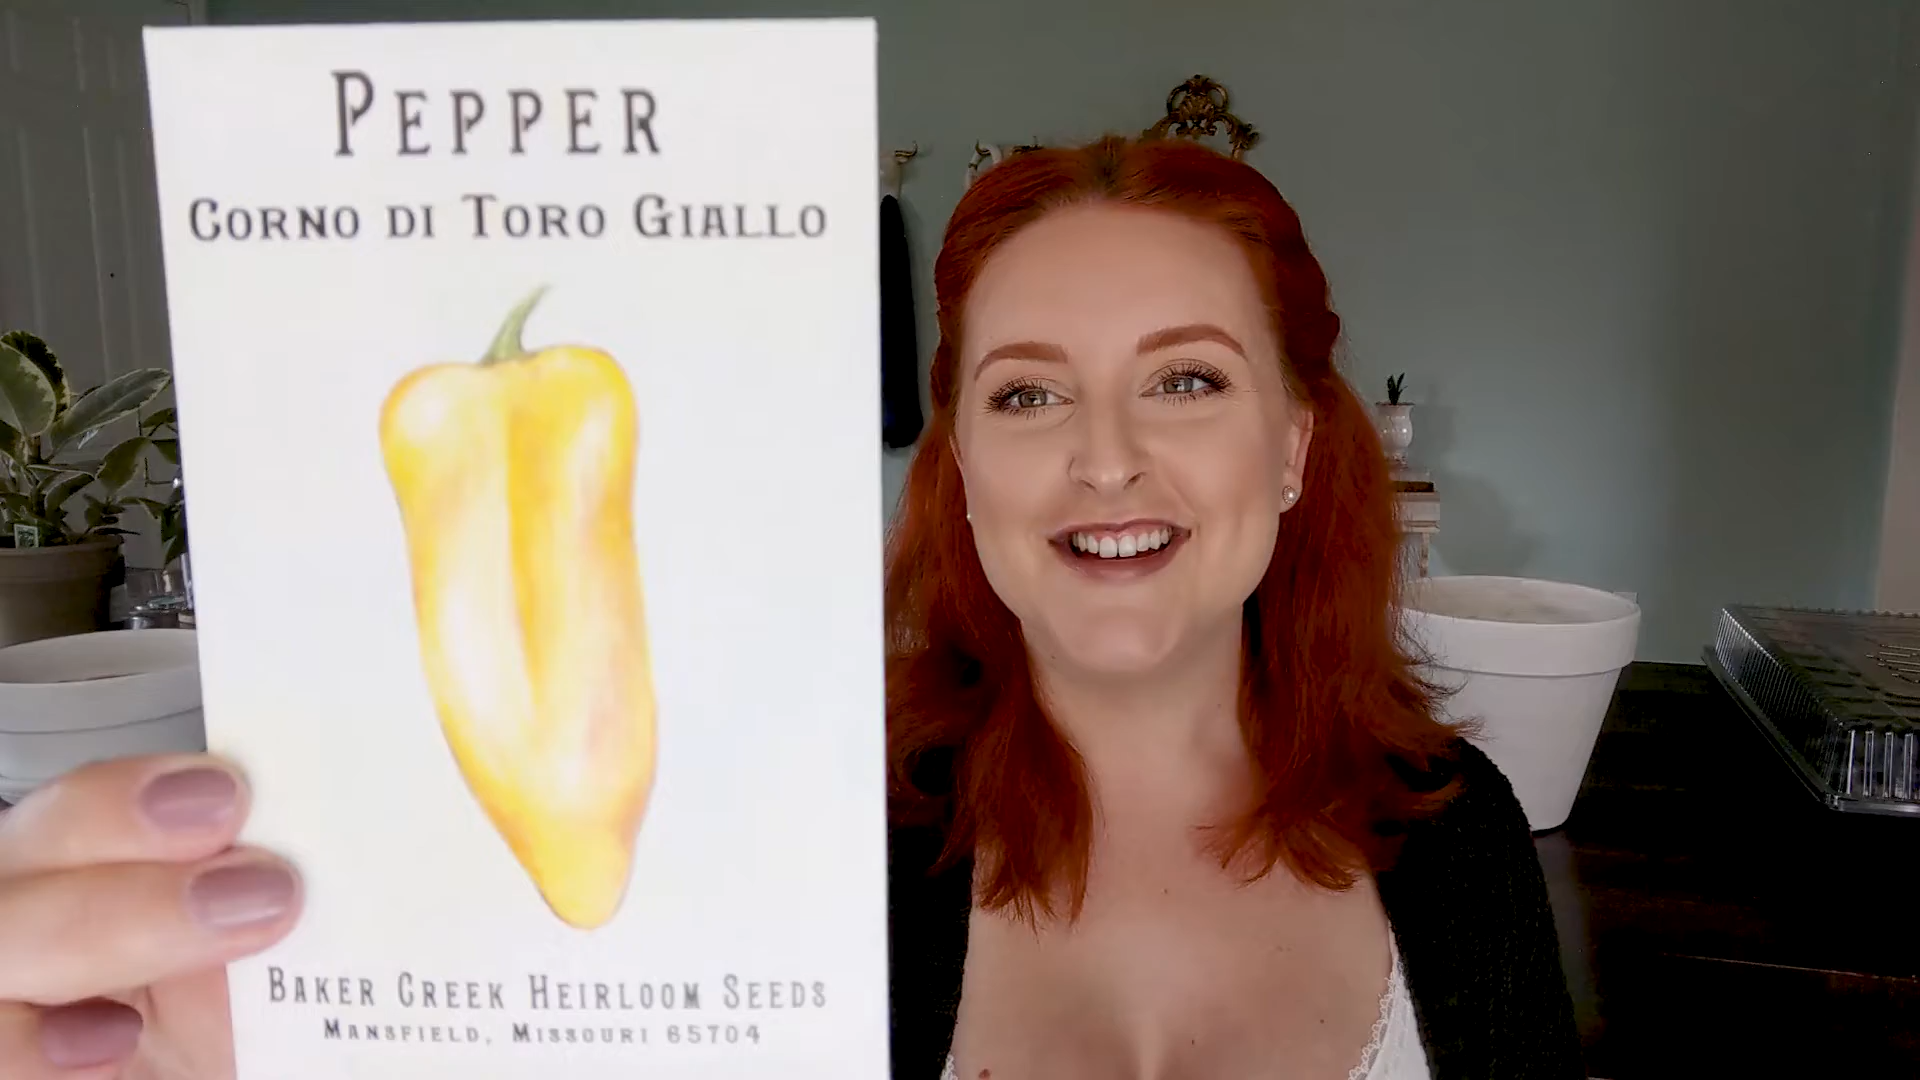 PEPPER
CORNO DI TORO GIALLO
BAKER CREEK HEIRLOOM SEEDS
MANSFIELD, MISSOURI 65704